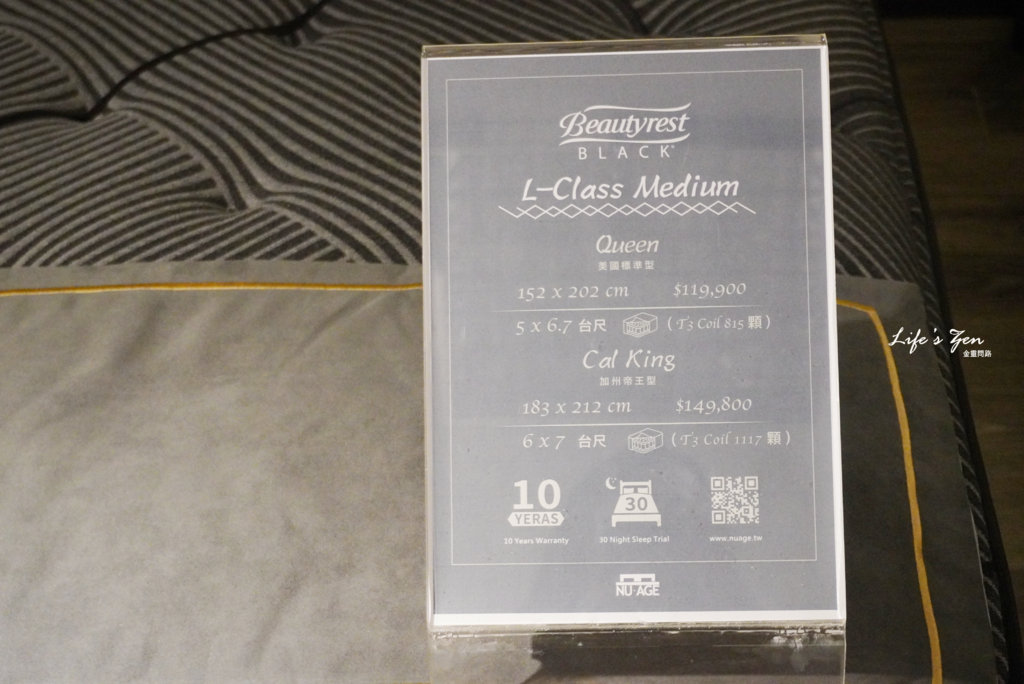 Beautyrest
BLACK®
L-Class Medium
Queen
美國標準型
152 x 202 cm $119,900
5 x 6.7 台尺 (T3 Coil 815 顆)
Cal King
加州帝王型
183 x 212 cm $149,800
6 x 7 台尺 (T3 Coil 1117 顆)
10
YERAS
10 Years Warranty
30
30 Night Sleep Trial
www.nuage.tw
NU-AGE
Life's Zen
金董問路